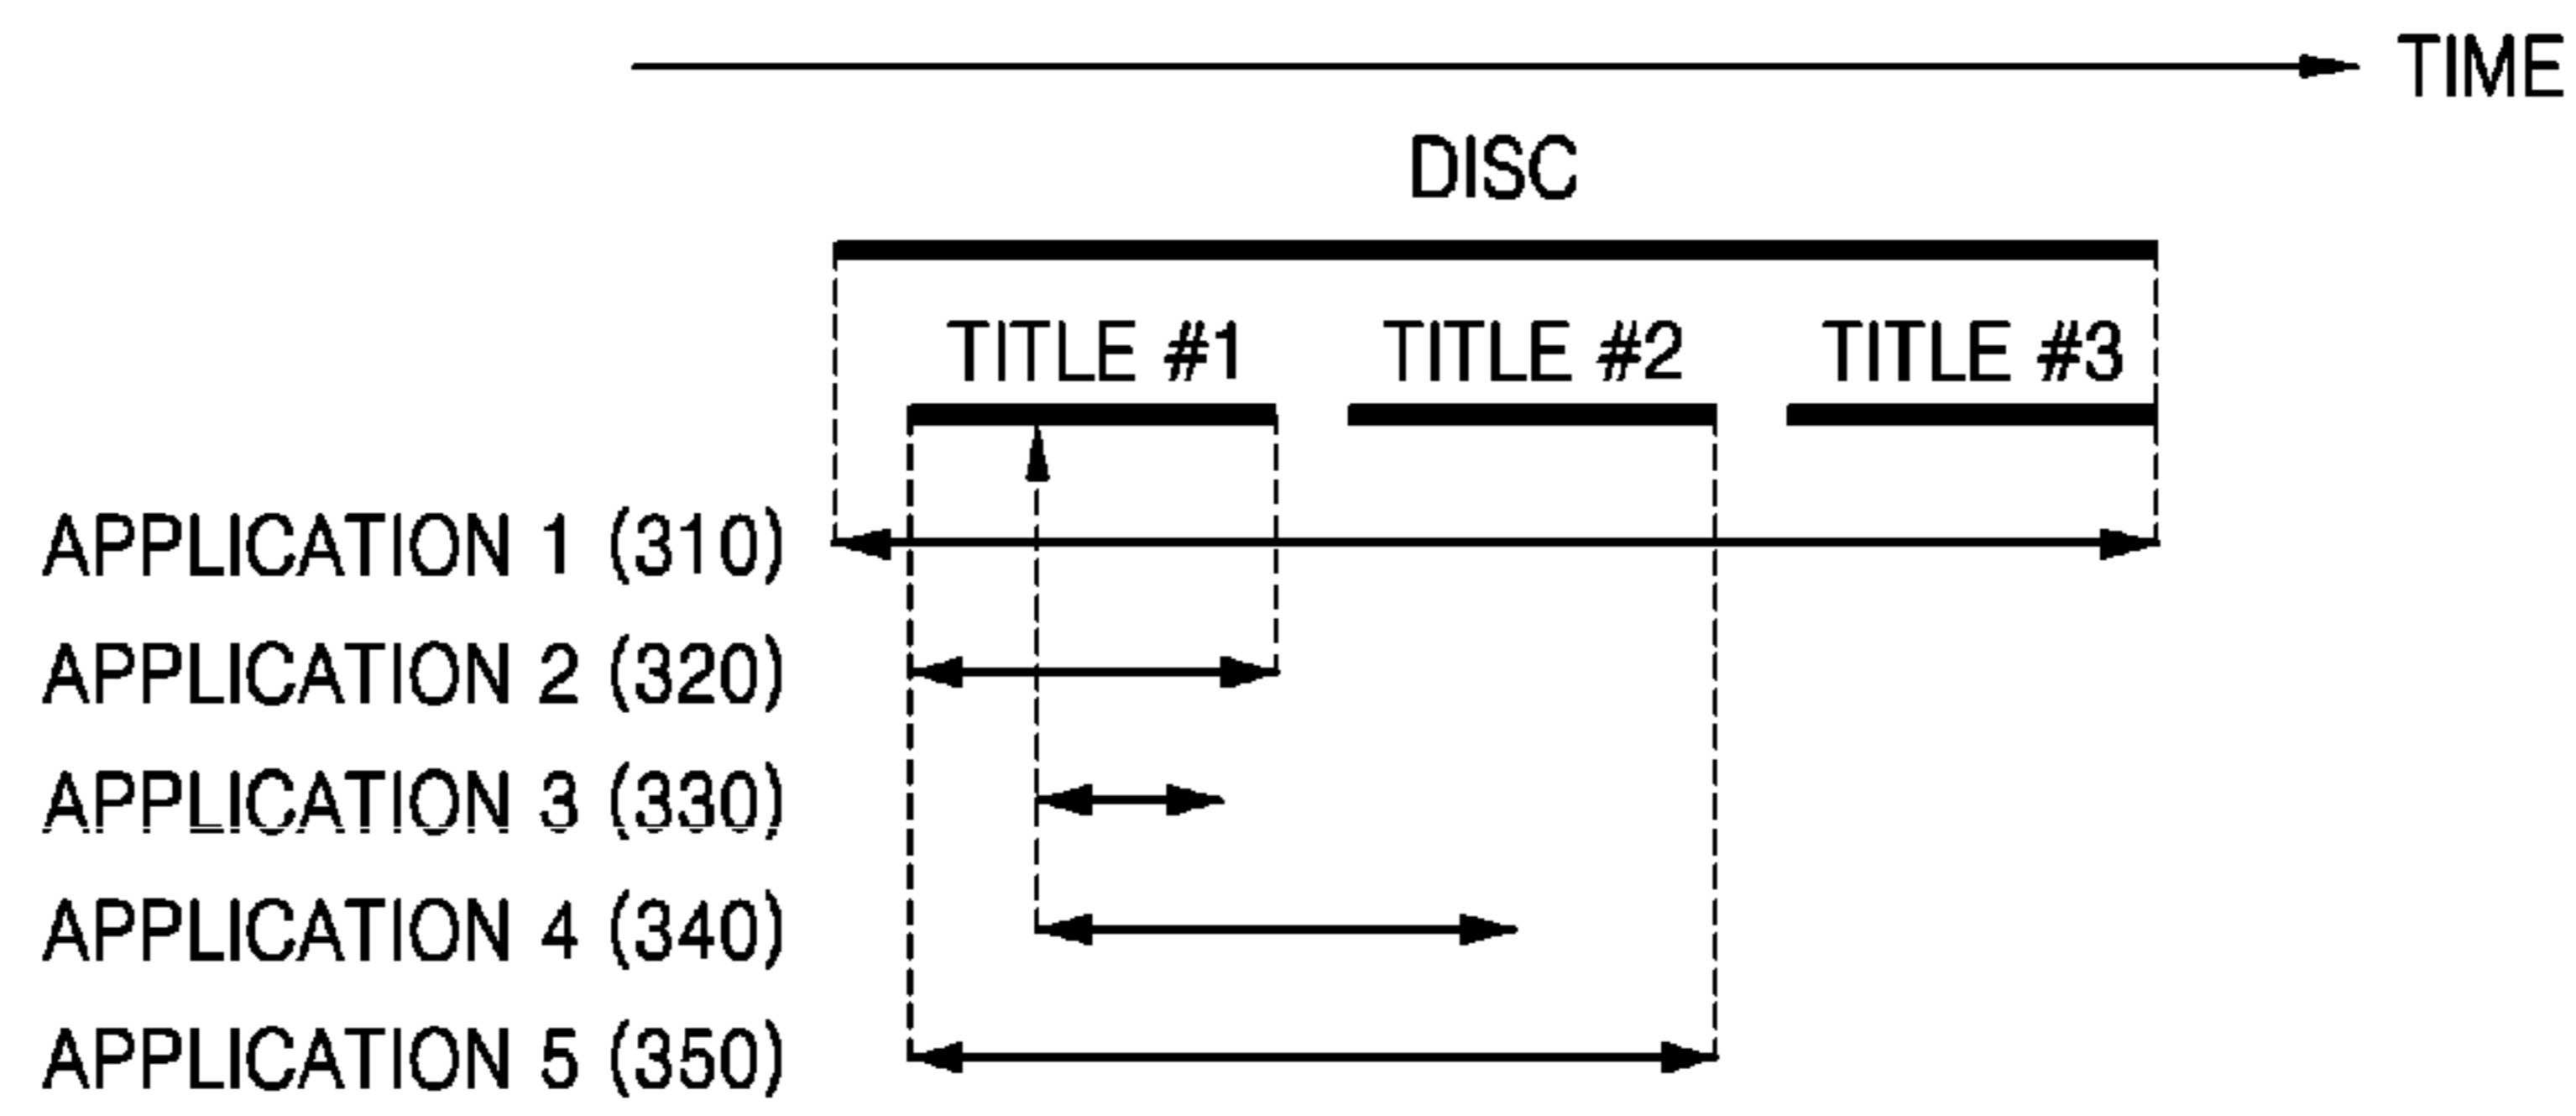 TIME
DISC
TITLE #1 TITLE #2 TITLE #3
APPLICATION 1 (310)
APPLICATION 2 (320)
APPLICATION 3 (330)
APPLICATION 4 (340)
APPLICATION 5 (350)